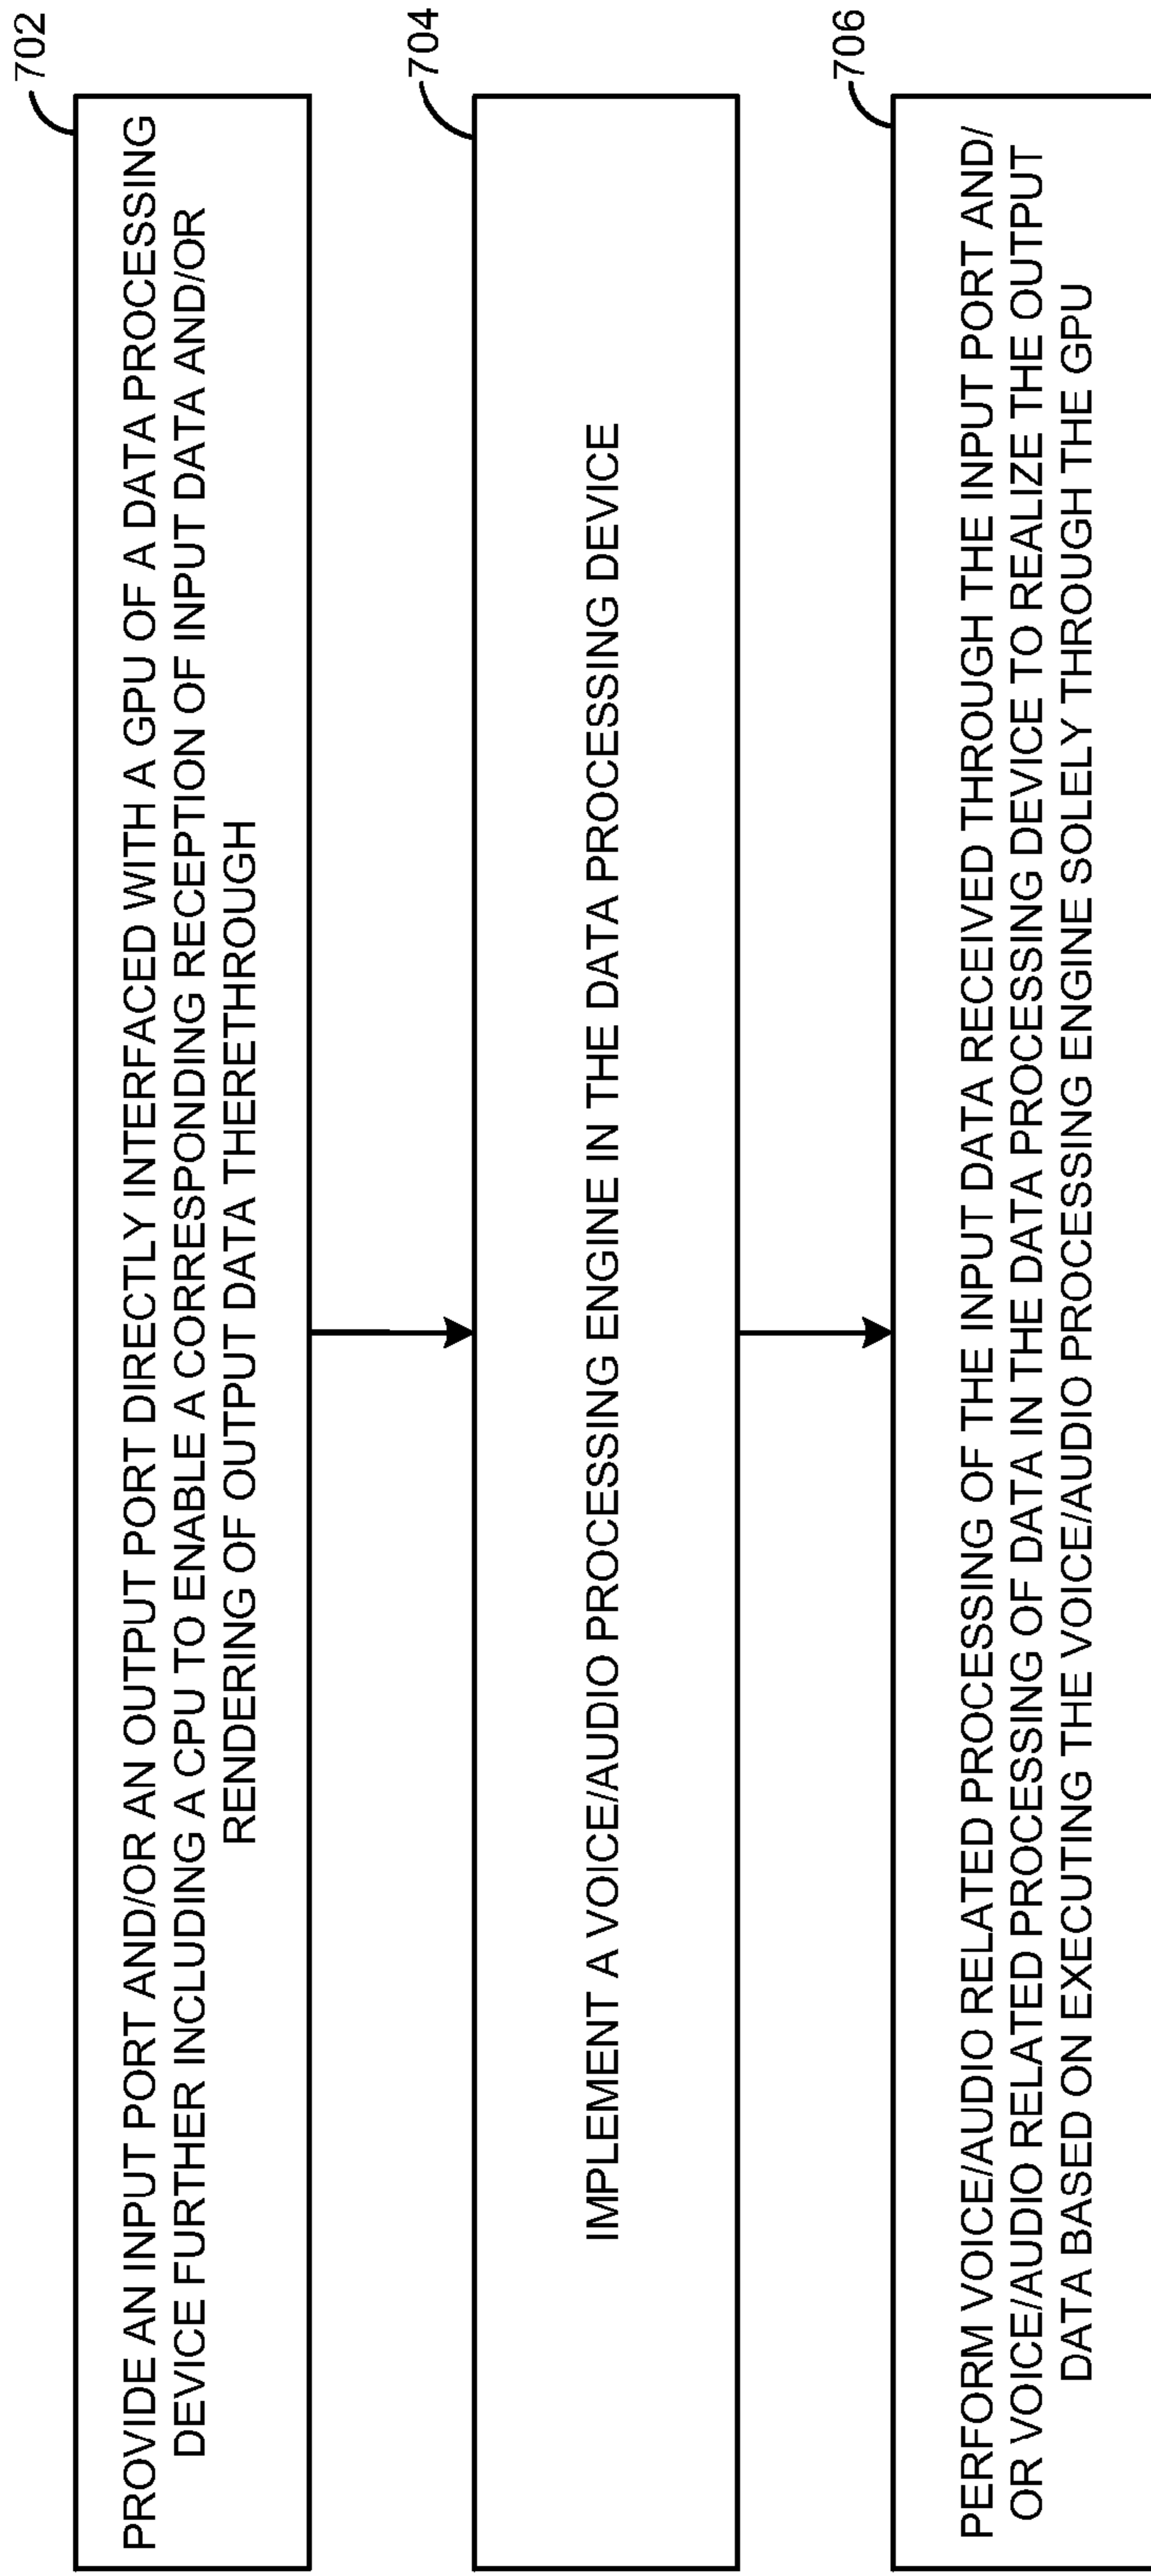 702
PROVIDE AN INPUT PORT AND/OR AN OUTPUT PORT DIRECTLY INTERFACED WITH A GPU OF A DATA PROCESSING
DEVICE FURTHER INCLUDING A CPU TO ENABLE A CORRESPONDING RECEPTION OF INPUT DATA AND/OR
RENDERING OF OUTPUT DATA THERETHROUGH
704
IMPLEMENT A VOICE/AUDIO PROCESSING ENGINE IN THE DATA PROCESSING DEVICE
706
PERFORM VOICE/AUDIO RELATED PROCESSING OF THE INPUT DATA RECEIVED THROUGH THE INPUT PORT AND/
OR VOICE/AUDIO RELATED PROCESSING OF DATA IN THE DATA PROCESSING DEVICE TO REALIZE THE OUTPUT
DATA BASED ON EXECUTING THE VOICE/AUDIO PROCESSING ENGINE SOLELY THROUGH THE GPU